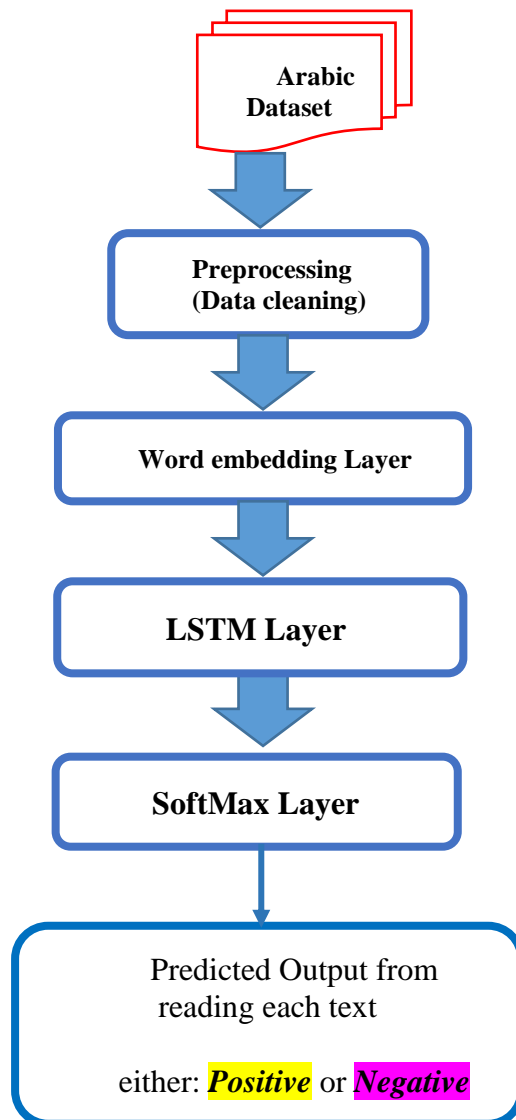 Arabic
Dataset
Preprocessing
(Data cleaning)
Word embedding Layer
LSTM Layer
SoftMax Layer
Predicted Output from
reading each text
either: Positive or Negative